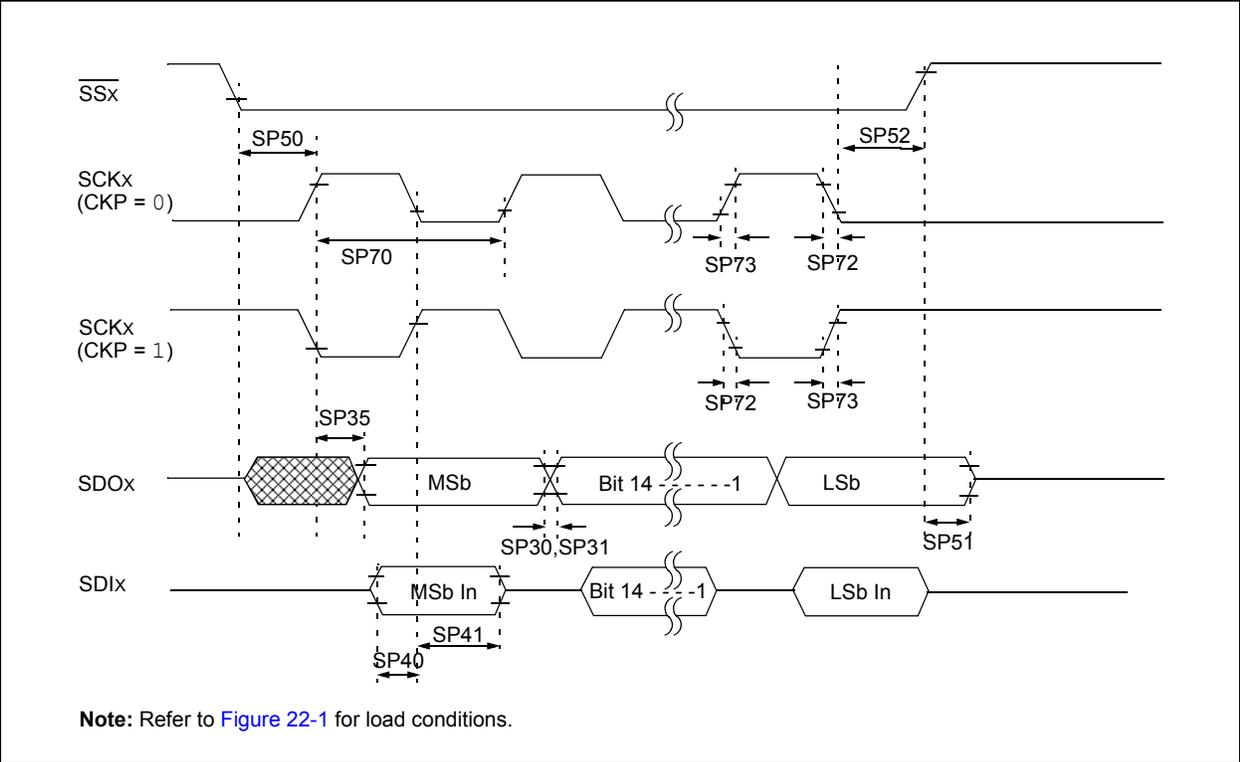 SSx
SP50
SP52
SCKx
(CKP = 0)
SP70
SP73
SP72
SCKx
(CKP = 1)
SP72
SP73
SP35
SDOx
MSb
Bit 14 - - - - - - -1
LSb
SP30,SP31
SP51
SDIx
MSb In
Bit 14 - - - - -1
LSb In
SP41
SP40
Note: Refer to Figure 22-1 for load conditions.